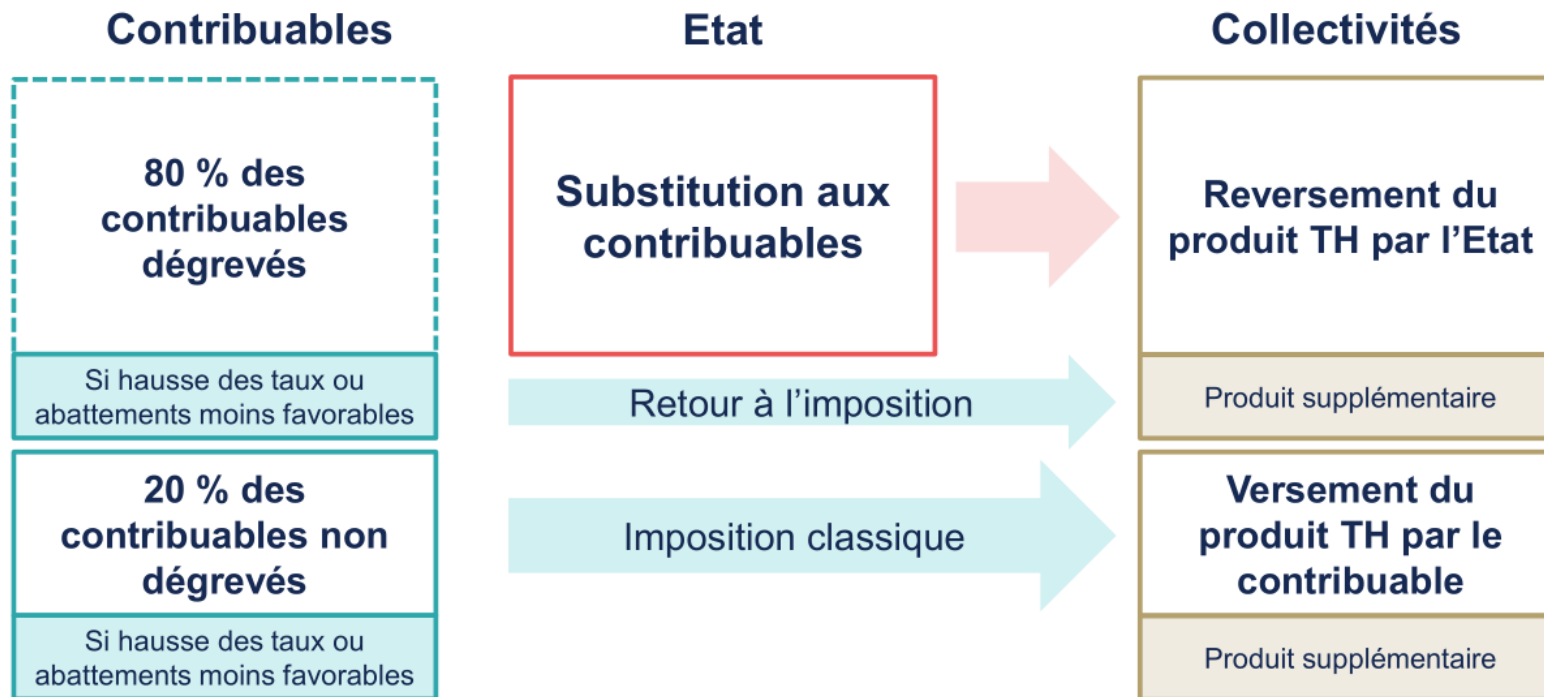 Contribuables
Etat
Collectivités
80 % des
contribuables
dégrevés
Substitution aux
contribuables
Reversement du
produit TH par l’Etat
Si hausse des taux ou
abattements moins favorables
Retour à l’imposition
Produit supplémentaire
20 % des
contribuables non
dégrevés
Imposition classique
Versement du
produit TH par le
contribuable
Si hausse des taux ou
abattements moins favorables
Produit supplémentaire